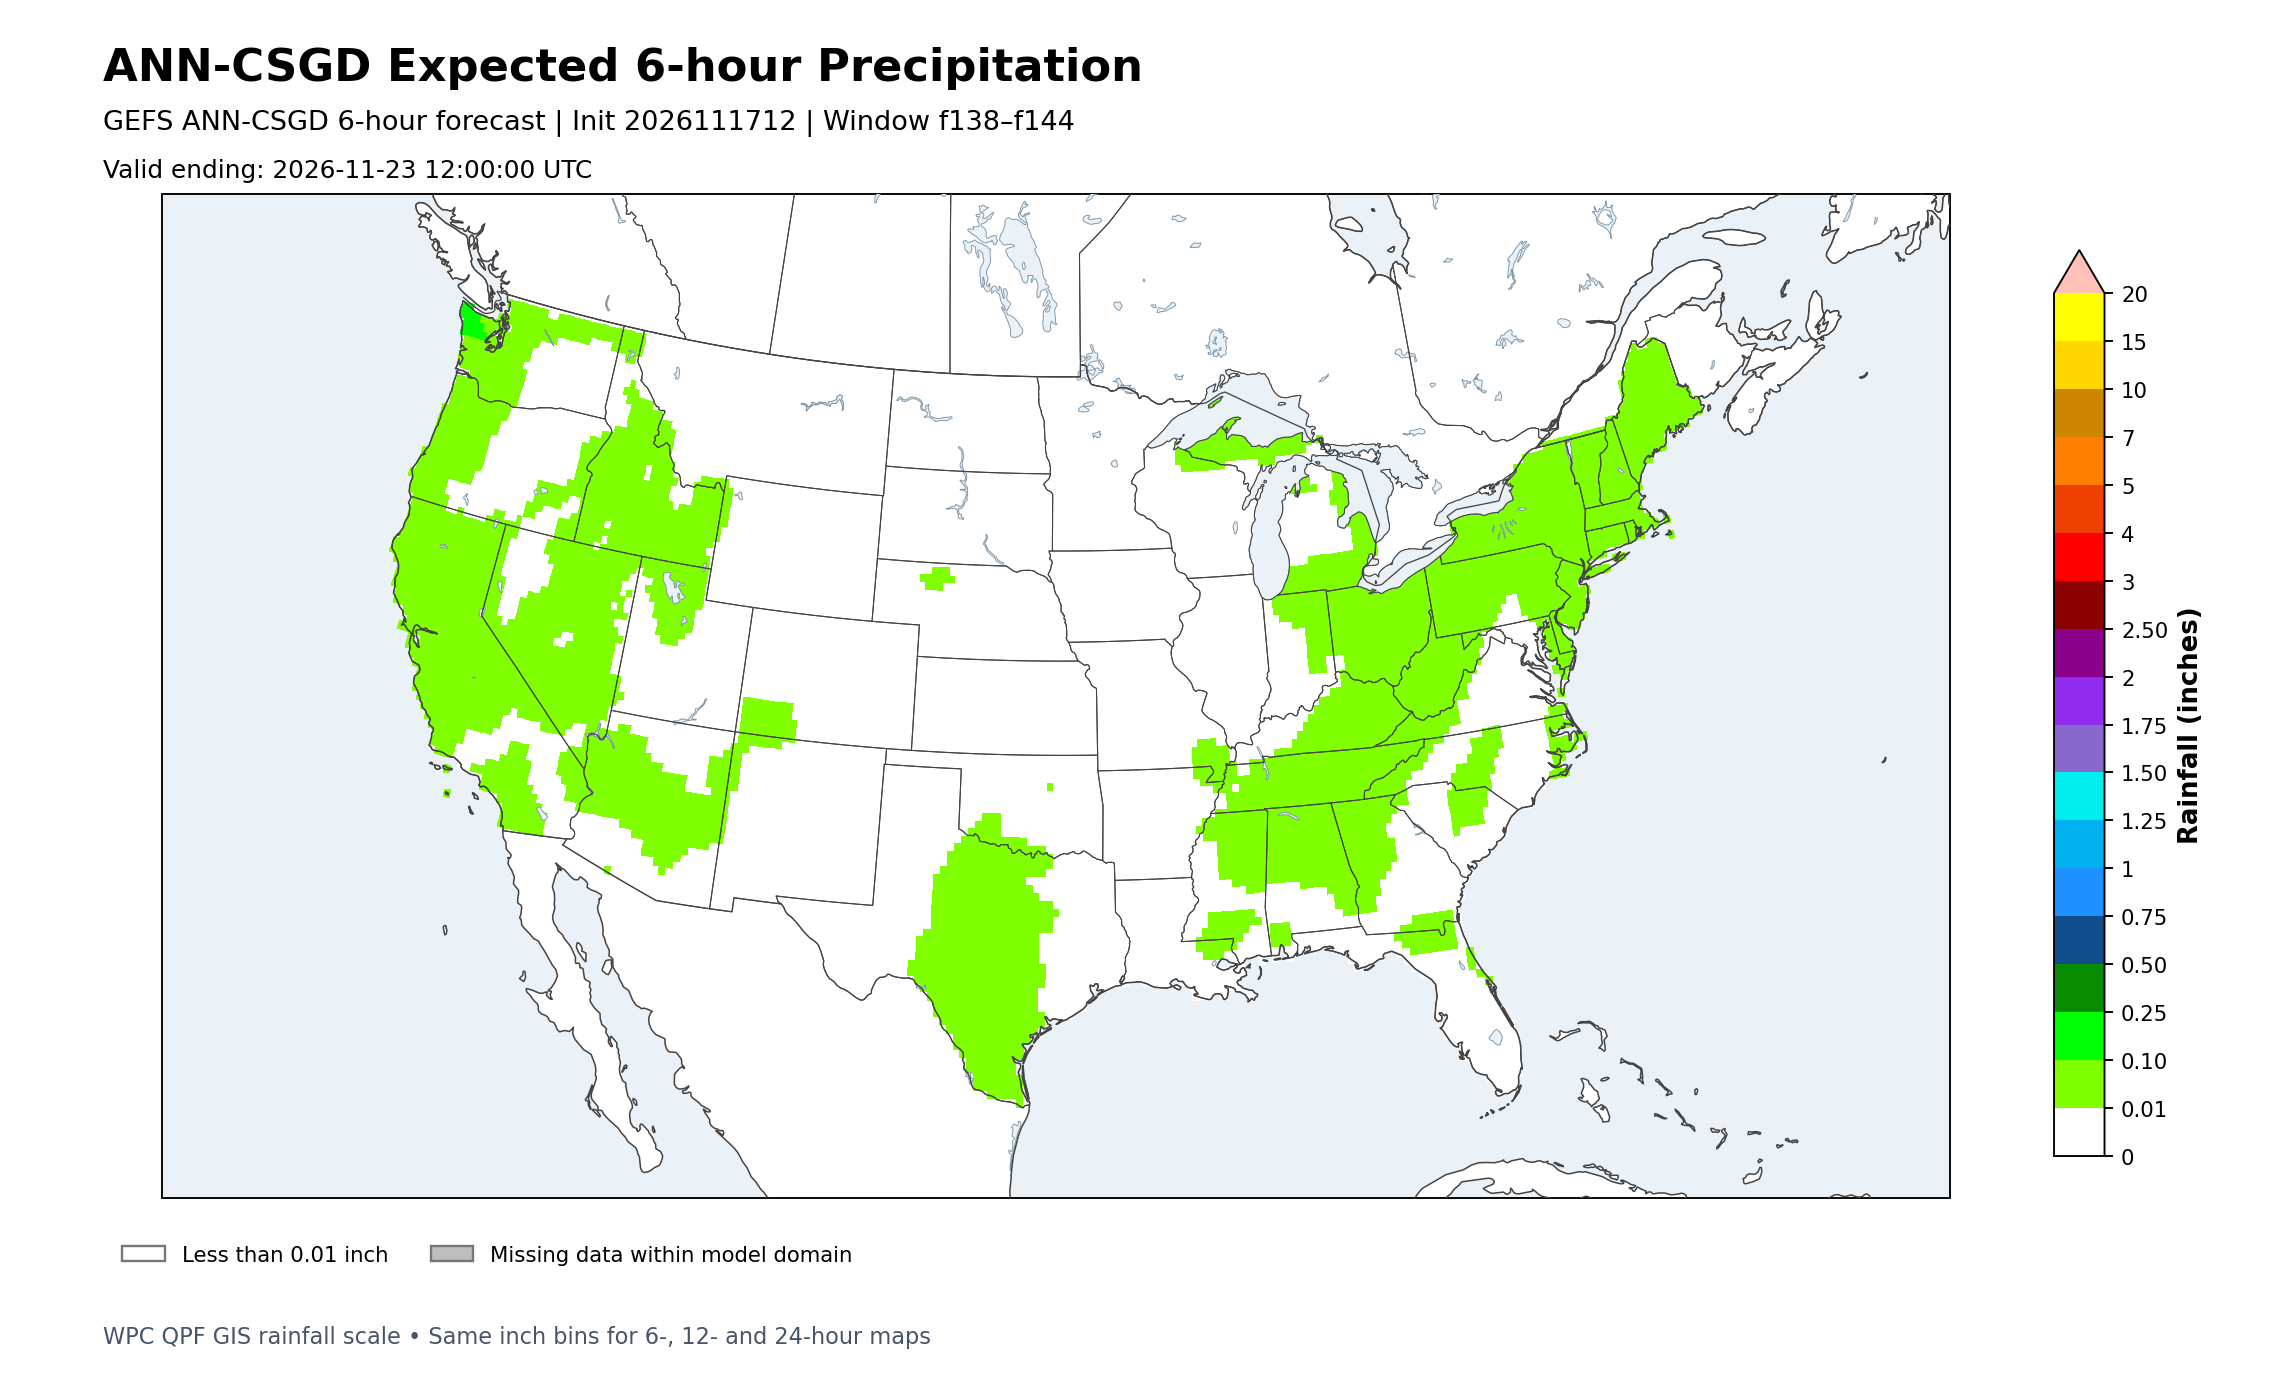 ANN-CSGD Expected 6-hour Precipitation
GEFS ANN-CSGD 6-hour forecast | Init 2026111712 | Window f138–f144
Valid ending: 2026-11-23 12:00:00 UTC
20
15
10
7
5
4
3
2.50
2
1.75
1.50
1.25
1
0.75
0.50
0.25
0.10
0.01
0
Rainfall (inches)
Less than 0.01 inch
Missing data within model domain
WPC QPF GIS rainfall scale • Same inch bins for 6-, 12- and 24-hour maps